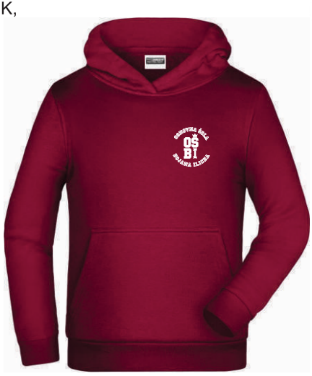 K,
OSNOVNA ŠOLA
OŠ
BI
BOJANA ILICHA